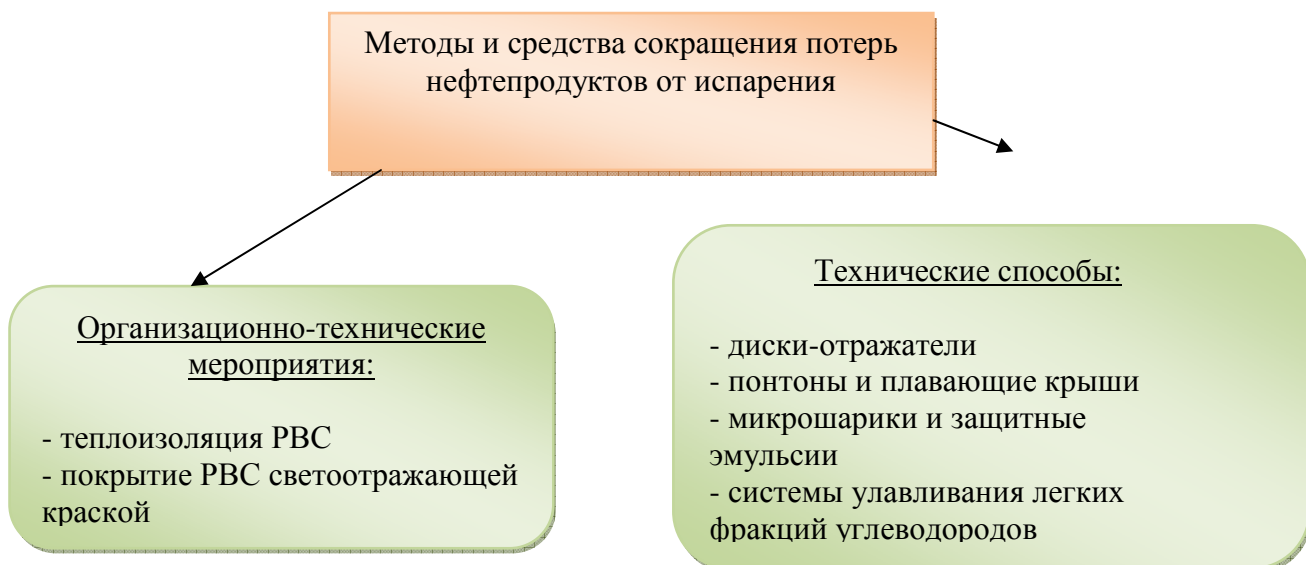 Методы и средства сокращения потерь
нефтепродуктов от испарения
Организационно-технические
мероприятия:
- теплоизоляция РВС
- покрытие РВС светоотражающей
краской
Технические способы:
- диски-отражатели
- понтоны и плавающие крыши
- микрошарики и защитные
эмульсии
- системы улавливания легких
фракций углеводородов